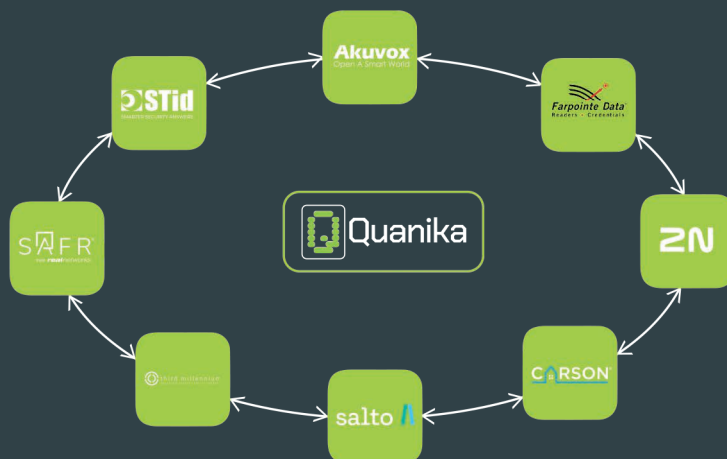 Akuvox
Open A Smart World
STid
Farpointe Data
Readers - Credentials
SAFR
Quanika
2N
CARSON
salto